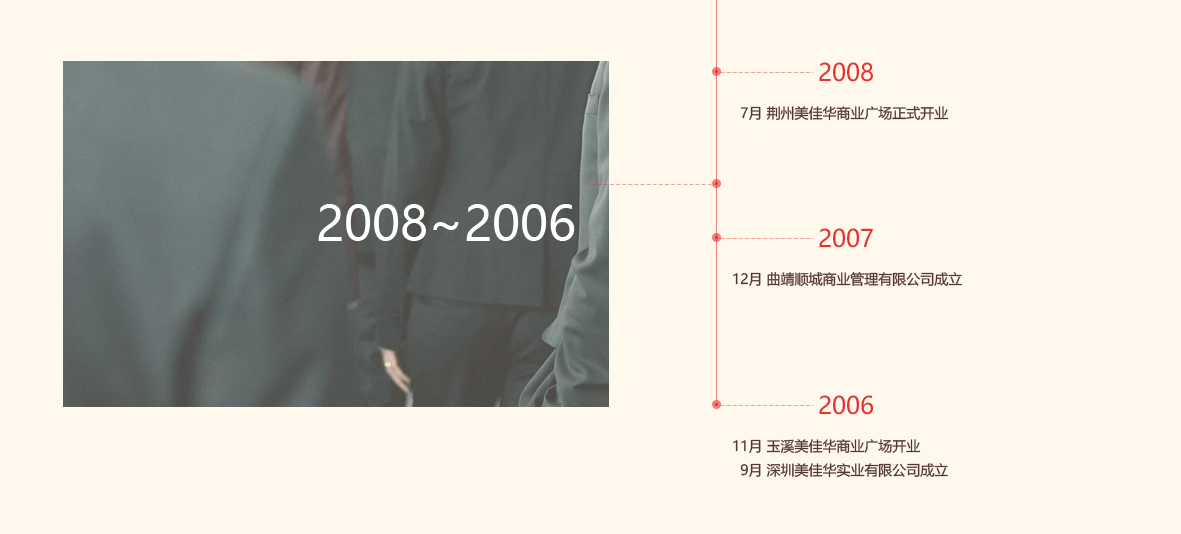 2008~2006
2008
7月 荆州美佳华商业广场正式开业
2007
12月 曲靖顺城商业管理有限公司成立
2006
11月 玉溪美佳华商业广场开业
9月 深圳美佳华实业有限公司成立